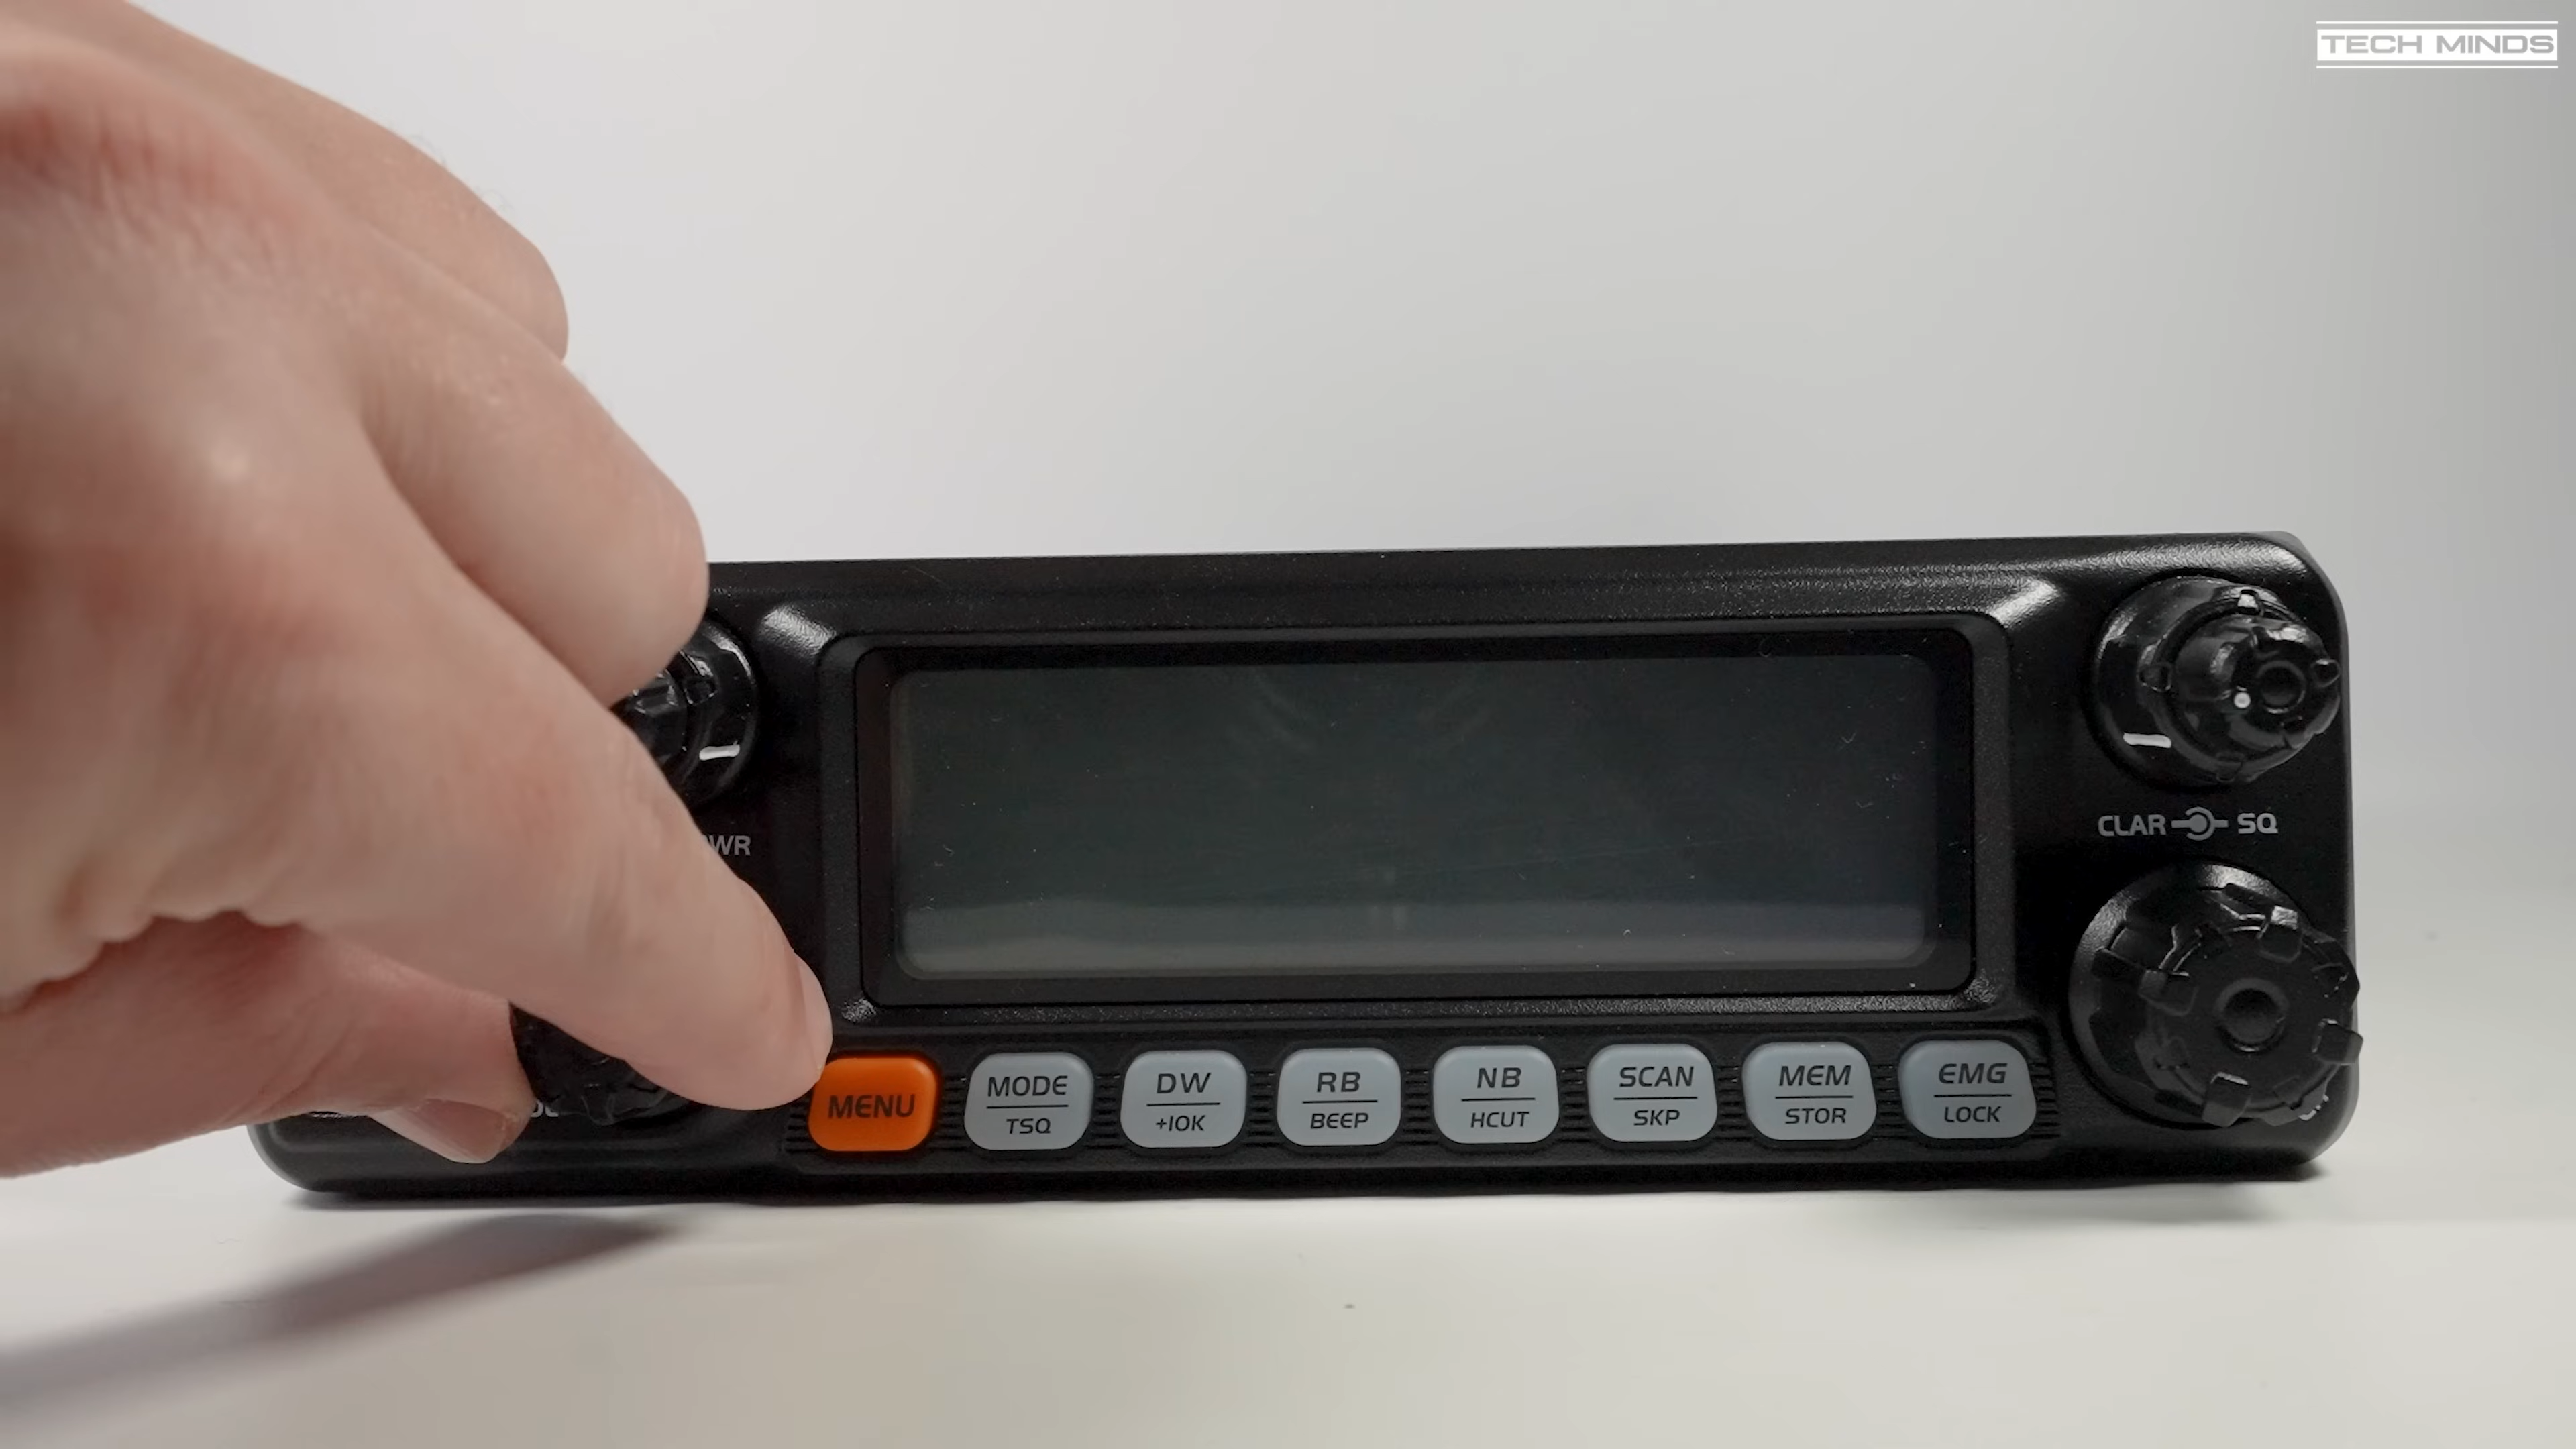 TECH MINDS
CLAR SQ
MENU
MODE
TSQ
DW
+10K
RB
BEEP
NB
HCUT
SCAN
SKP
MEM
STOR
EMG
LOCK